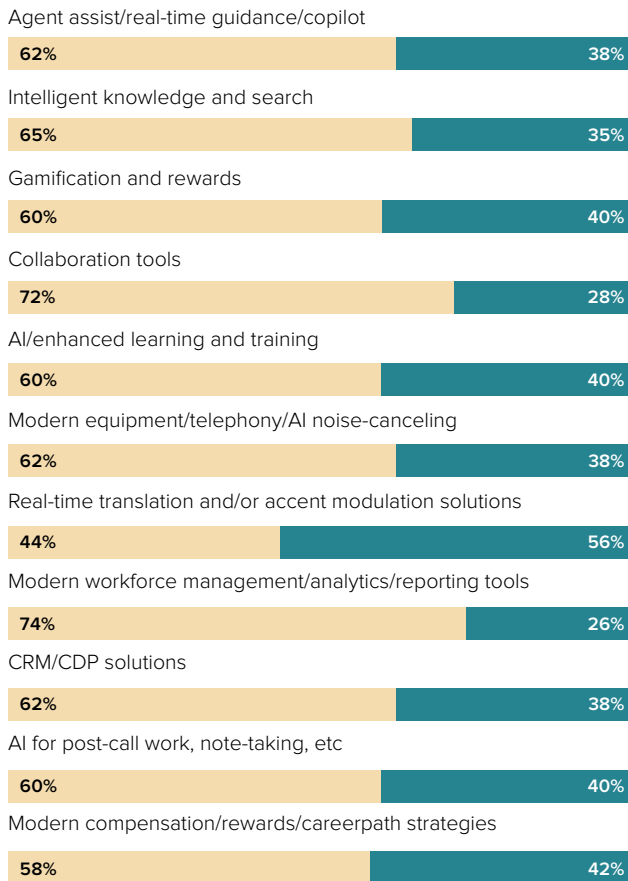 Agent assist/real-time guidance/copilot
62% 38%
Intelligent knowledge and search
65% 35%
Gamification and rewards
60% 40%
Collaboration tools
72% 28%
AI/enhanced learning and training
60% 40%
Modern equipment/telephony/AI noise-canceling
62% 38%
Real-time translation and/or accent modulation solutions
44% 56%
Modern workforce management/analytics/reporting tools
74% 26%
CRM/CDP solutions
62% 38%
AI for post-call work, note-taking, etc
60% 40%
Modern compensation/rewards/careerpath strategies
58% 42%